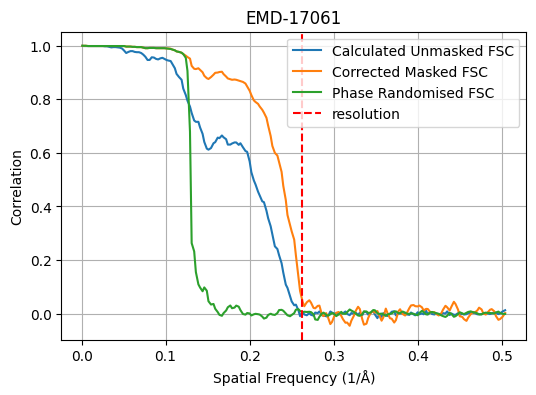 EMD-17061
Calculated Unmasked FSC
Corrected Masked FSC
Phase Randomised FSC
resolution
Correlation
1.0
0.8
0.6
0.4
0.2
0.0
0.0 0.1 0.2 0.3 0.4 0.5
Spatial Frequency (1/Å)